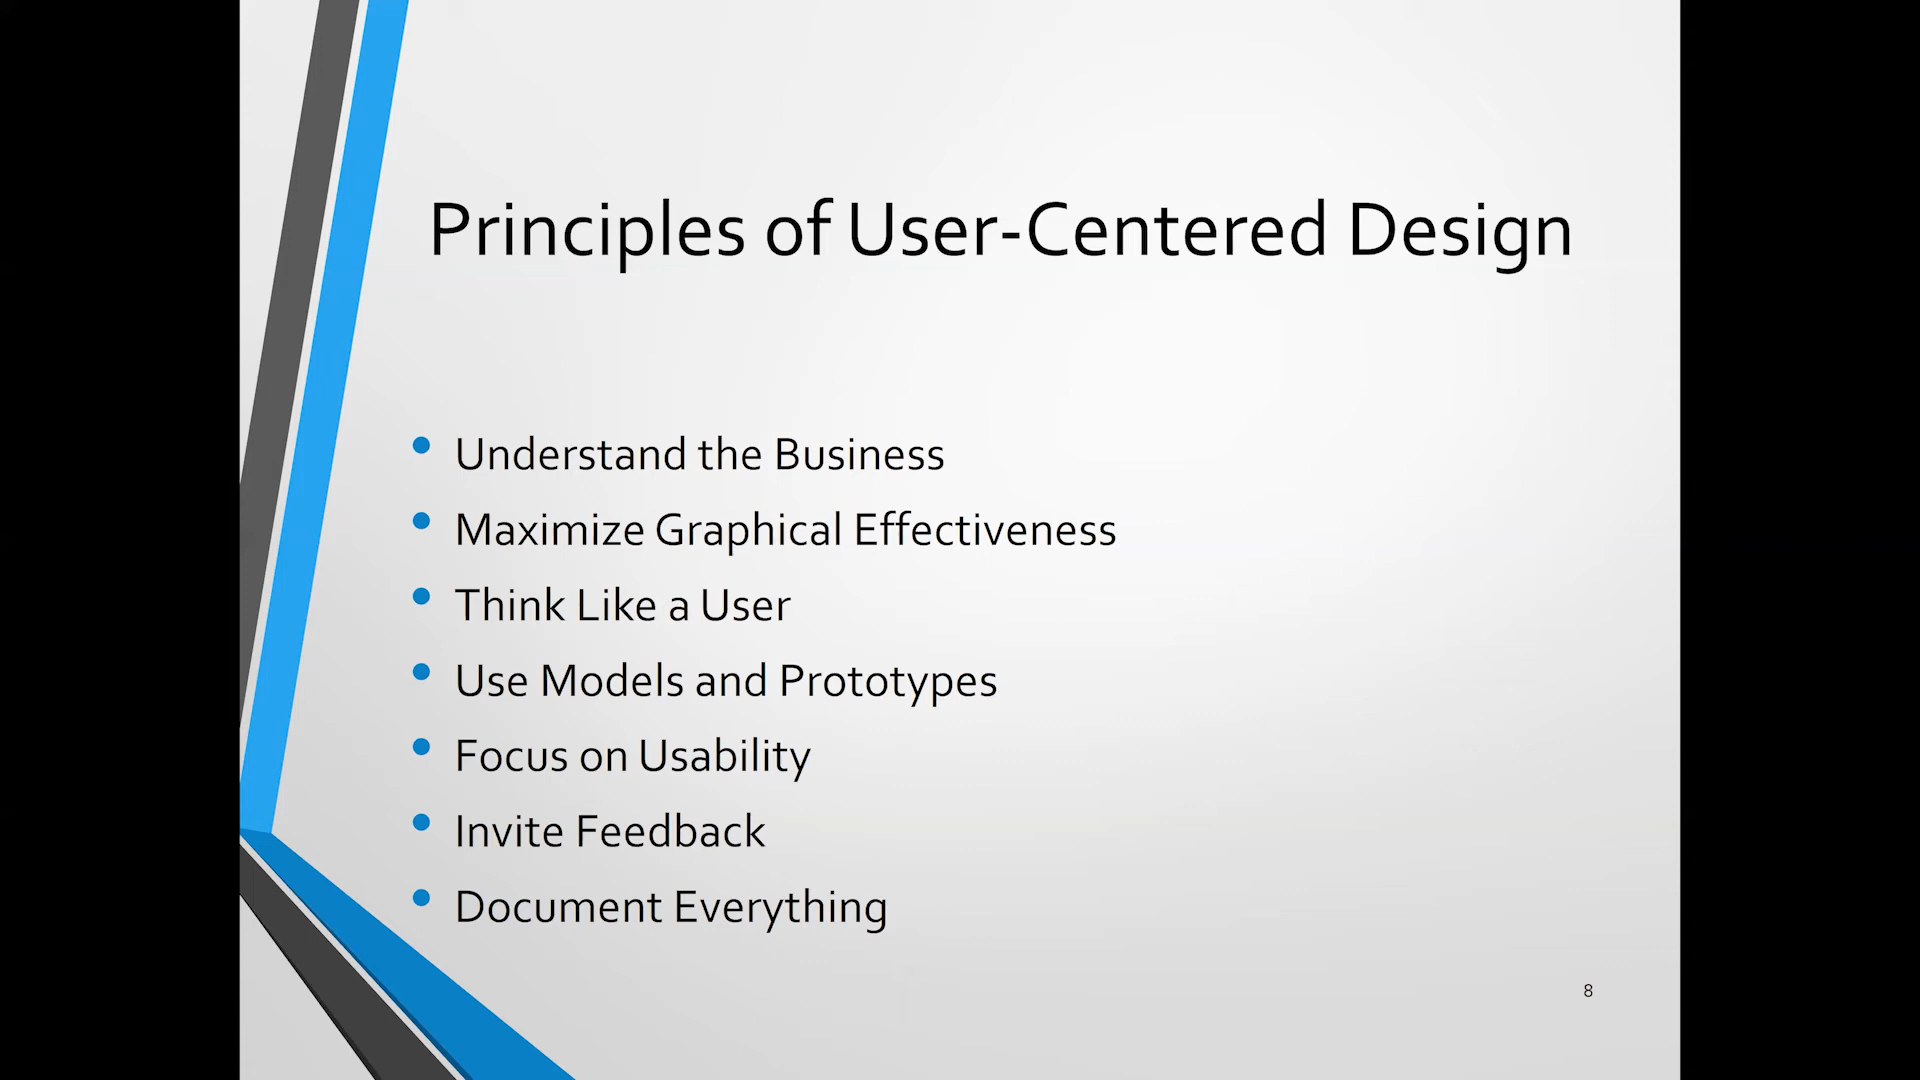 Principles of User-Centered Design
• Understand the Business
• Maximize Graphical Effectiveness
• Think Like a User
• Use Models and Prototypes
• Focus on Usability
• Invite Feedback
• Document Everything
8